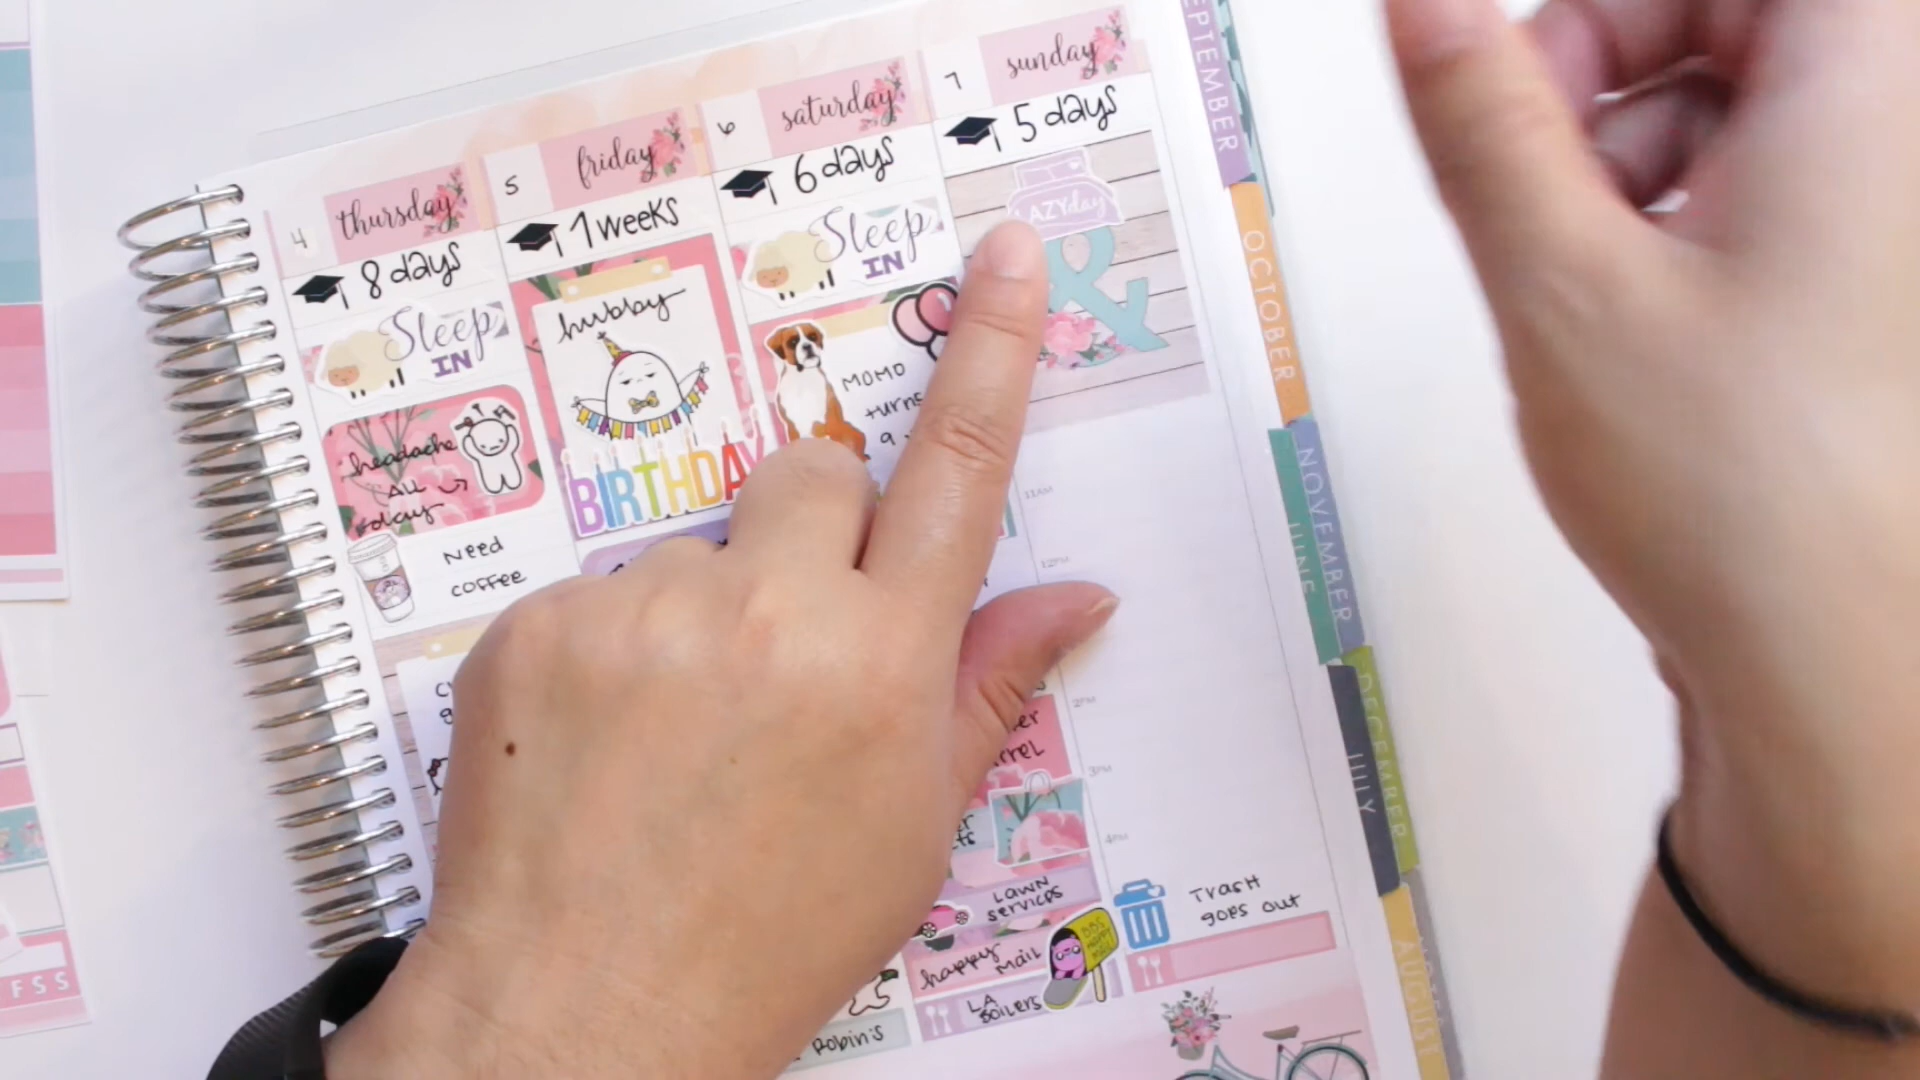 4
thursday
8 days
Sleep
IN
headache
ALL
today
Need
coffee
5
friday
1 weeks
hubby
BIRTHDAY
6
saturday
6 days
Sleep
IN
MOMO
turns
9
Lawn
services
happy
Mail
LA
Boilers
Robin's
7
sunday
5 days
LAZY day
&
11AM
12PM
2PM
3PM
4PM
Trash
goes out
SEPTEMBER
OCTOBER
NOVEMBER
JUNE
DECEMBER
JULY
AUGUST
F S S